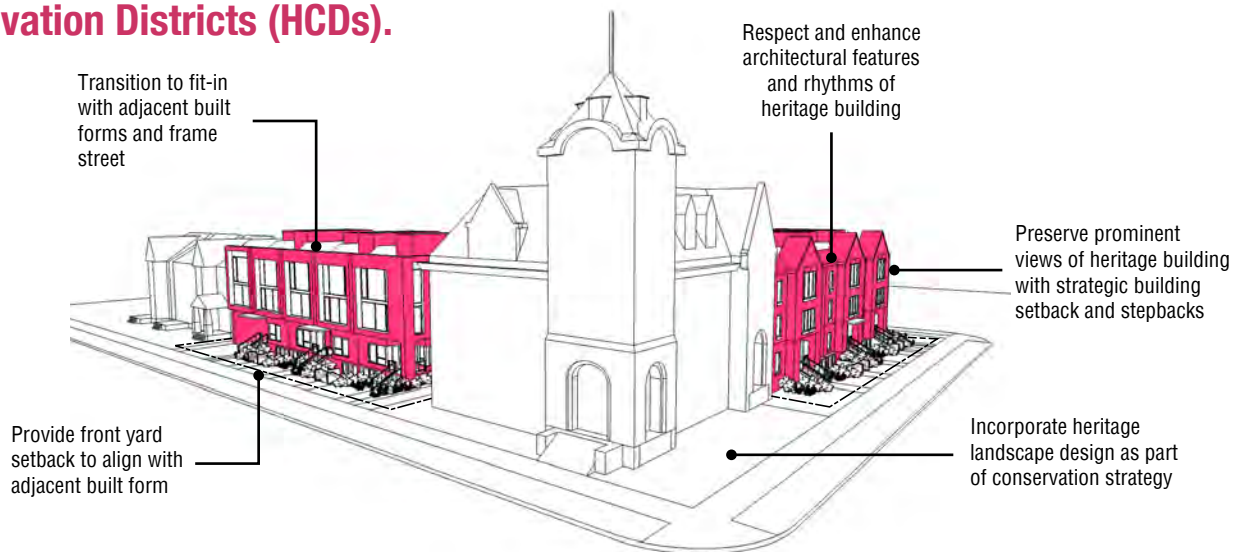 vation Districts (HCDs).
Transition to fit-in
with adjacent built
forms and frame
street
Respect and enhance
architectural features
and rhythms of
heritage building
Preserve prominent
views of heritage building
with strategic building
setback and stepbacks
Provide front yard
setback to align with
adjacent built form
Incorporate heritage
landscape design as part
of conservation strategy